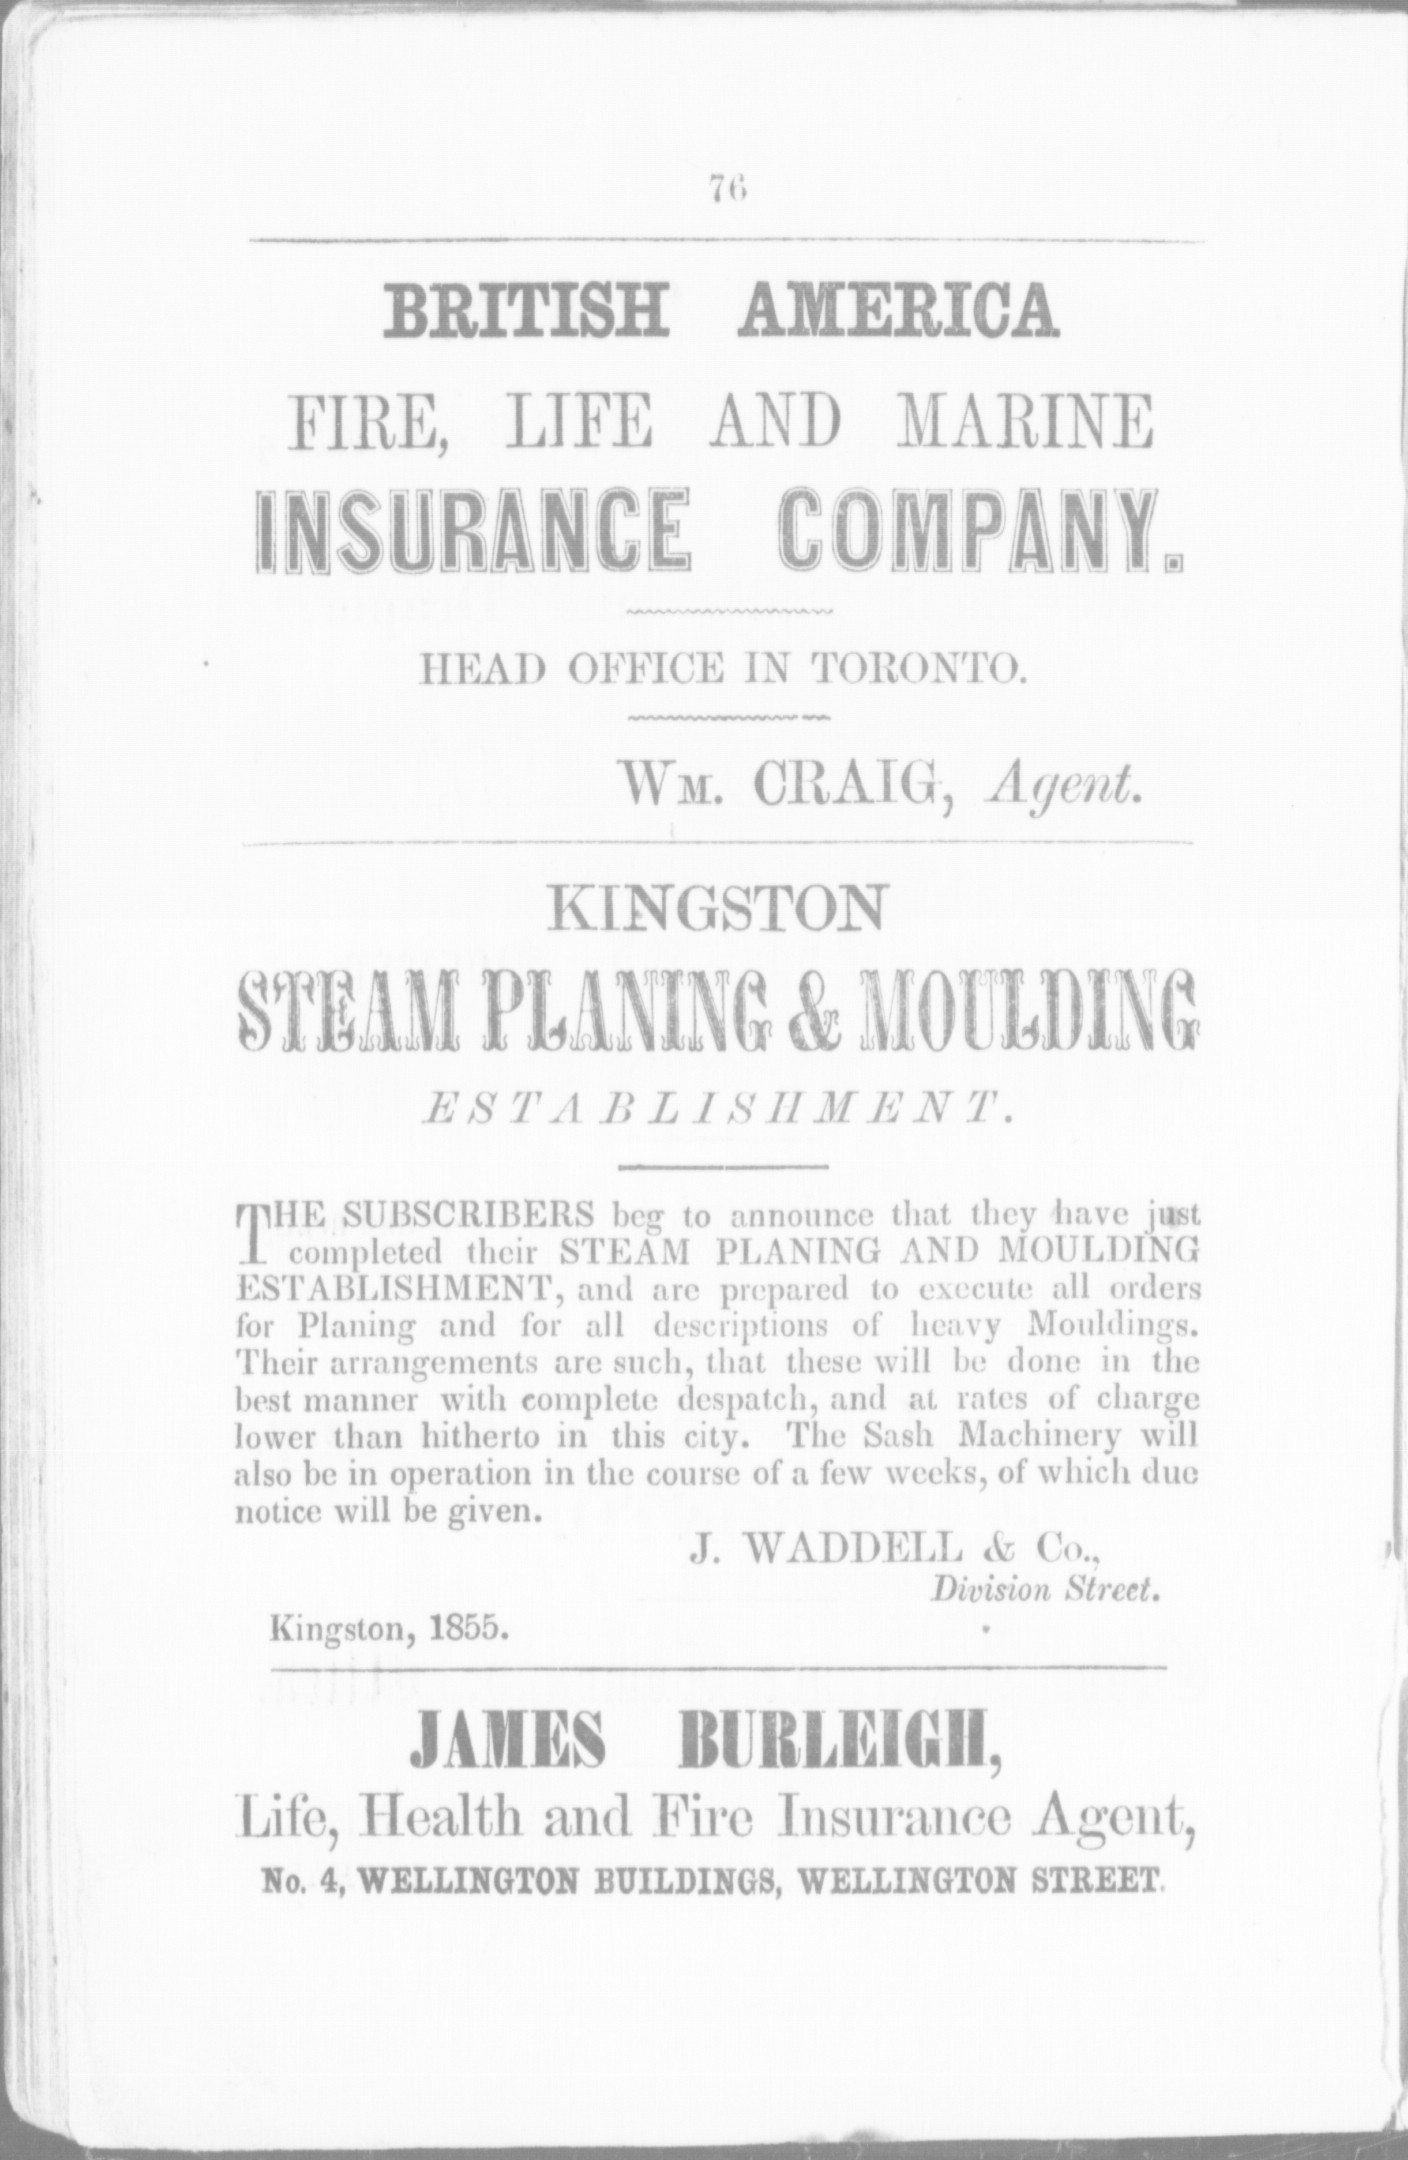 76
BRITISH AMERICA
FIRE, LIFE AND MARINE
INSURANCE COMPANY.
HEAD OFFICE IN TORONTO.
WM. CRAIG, Agent.
KINGSTON
STEAM PLANING & MOULDING
ESTABLISHMENT.
THE SUBSCRIBERS beg to announce that they have just
completed their STEAM PLANING AND MOULDING
ESTABLISHMENT, and are prepared to execute all orders
for Planing and for all descriptions of heavy Mouldings.
Their arrangements are such, that these will be done in the
best manner with complete despatch, and at rates of charge
lower than hitherto in this city. The Sash Machinery will
also be in operation in the course of a few weeks, of which due
notice will be given.
J. WADDELL & Co.,
Division Street.
Kingston, 1855.
JAMES BURLEIGH,
Life, Health and Fire Insurance Agent,
No. 4, WELLINGTON BUILDINGS, WELLINGTON STREET.